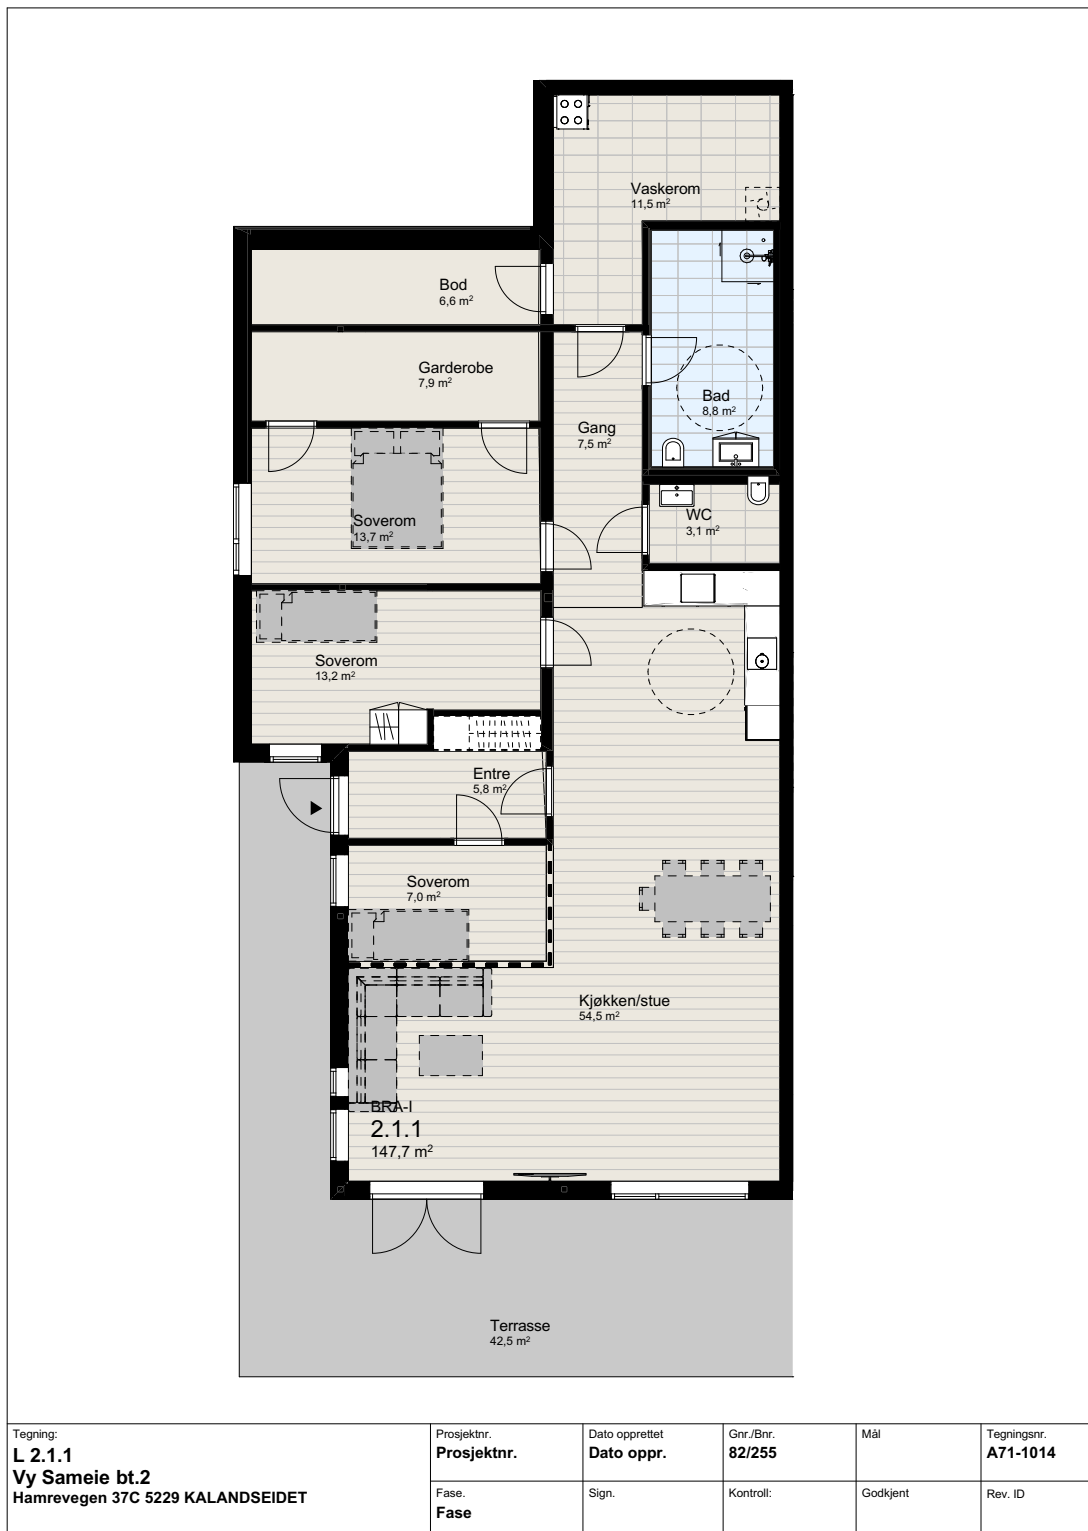 Vaskerom
11,5 m²
Bod
6,6 m²
Garderobe
7,9 m²
Bad
8,8 m²
Gang
7,5 m²
Soverom
13,7 m²
WC
3,1 m²
Soverom
13,2 m²
Entre
5,8 m²
Soverom
7,0 m²
Kjøkken/stue
54,5 m²
BRA-I
2.1.1
147,7 m²
Terrasse
42,5 m²
Tegning:
L 2.1.1
Vy Sameie bt.2
Hamrevegen 37C 5229 KALANDSEIDET
Prosjektnr.
Prosjektnr.
Dato opprettet
Dato oppr.
Gnr./Bnr.
82/255
Mål
Tegningsnr.
A71-1014
Fase.
Fase
Sign.
Kontroll:
Godkjent
Rev. ID